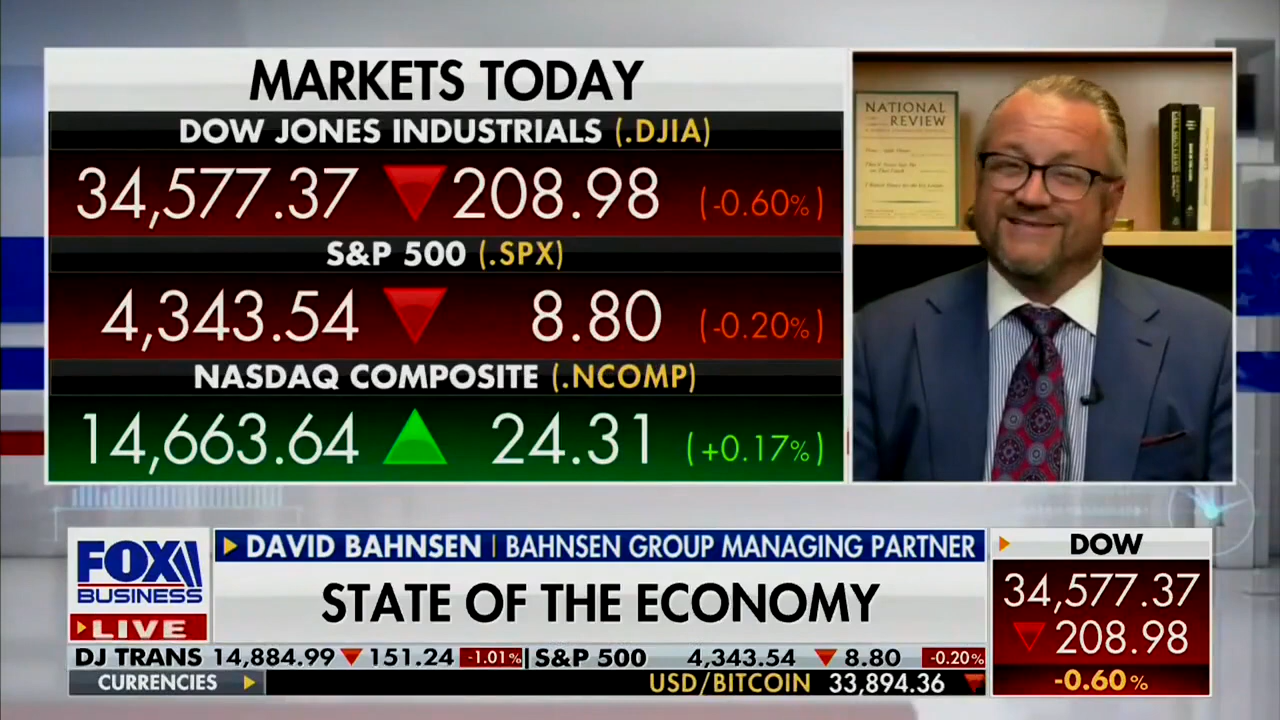 MARKETS TODAY
DOW JONES INDUSTRIALS (.DJIA)
34,577.37 ▼ 208.98 (-0.60%)
S&P 500 (.SPX)
4,343.54 ▼ 8.80 (-0.20%)
NASDAQ COMPOSITE (.NCOMP)
14,663.64 ▲ 24.31 (+0.17%)
NATIONAL
REVIEW
FOX
BUSINESS
LIVE
DAVID BAHNSEN | BAHNSEN GROUP MANAGING PARTNER
STATE OF THE ECONOMY
DOW
34,577.37
▼ 208.98
-0.60%
DJ TRANS 14,884.99 ▼ 151.24 -1.01% | S&P 500 4,343.54 ▼ 8.80 -0.20%
CURRENCIES USD/BITCOIN 33,894.36 ▼